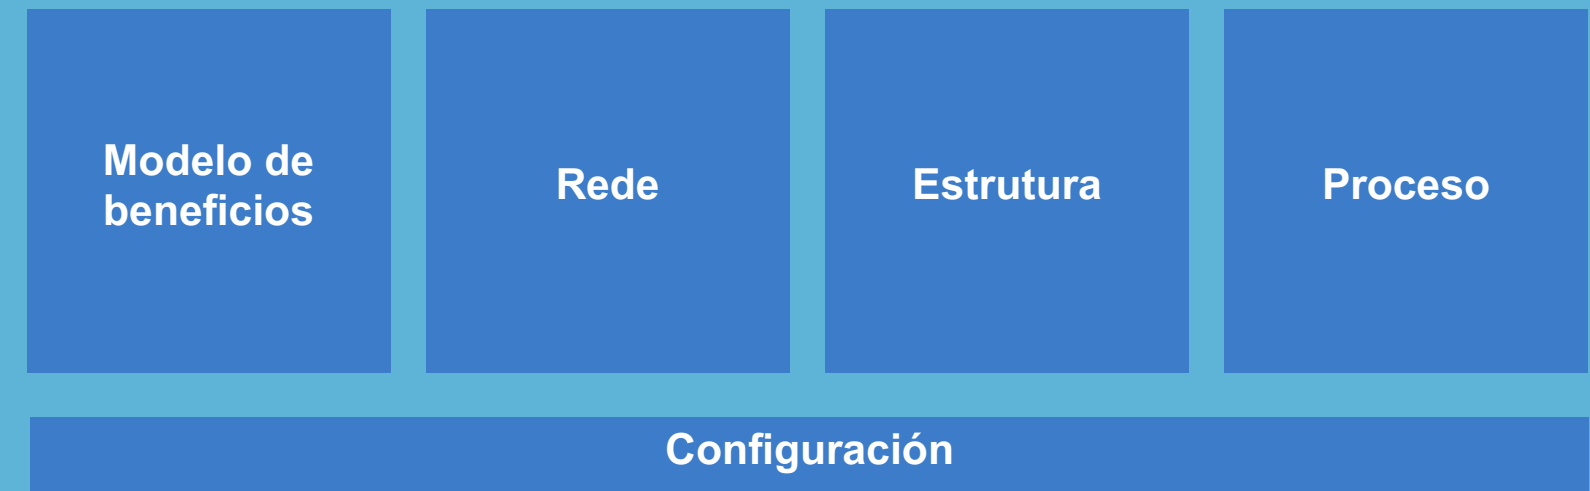 Modelo de
beneficios
Rede
Estrutura
Proceso
Configuración